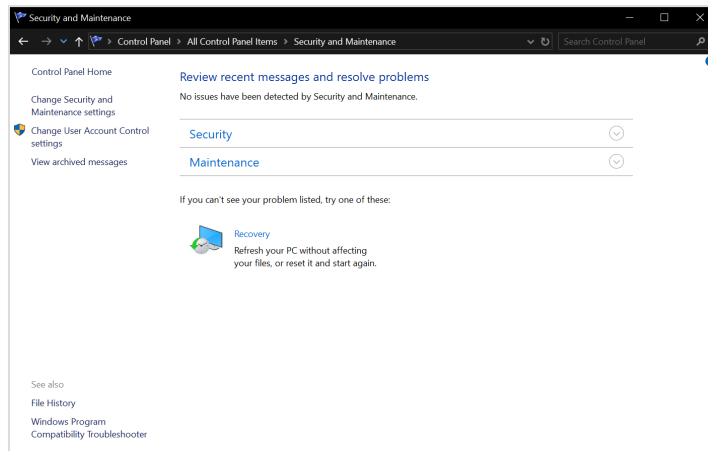 Security and Maintenance
Control Panel > All Control Panel Items > Security and Maintenance
Search Control Panel
Control Panel Home
Change Security and
Maintenance settings
Change User Account Control
settings
View archived messages
Review recent messages and resolve problems
No issues have been detected by Security and Maintenance.
Security
Maintenance
If you can't see your problem listed, try one of these:
Recovery
Refresh your PC without affecting
your files, or reset it and start again.
See also
File History
Windows Program
Compatibility Troubleshooter